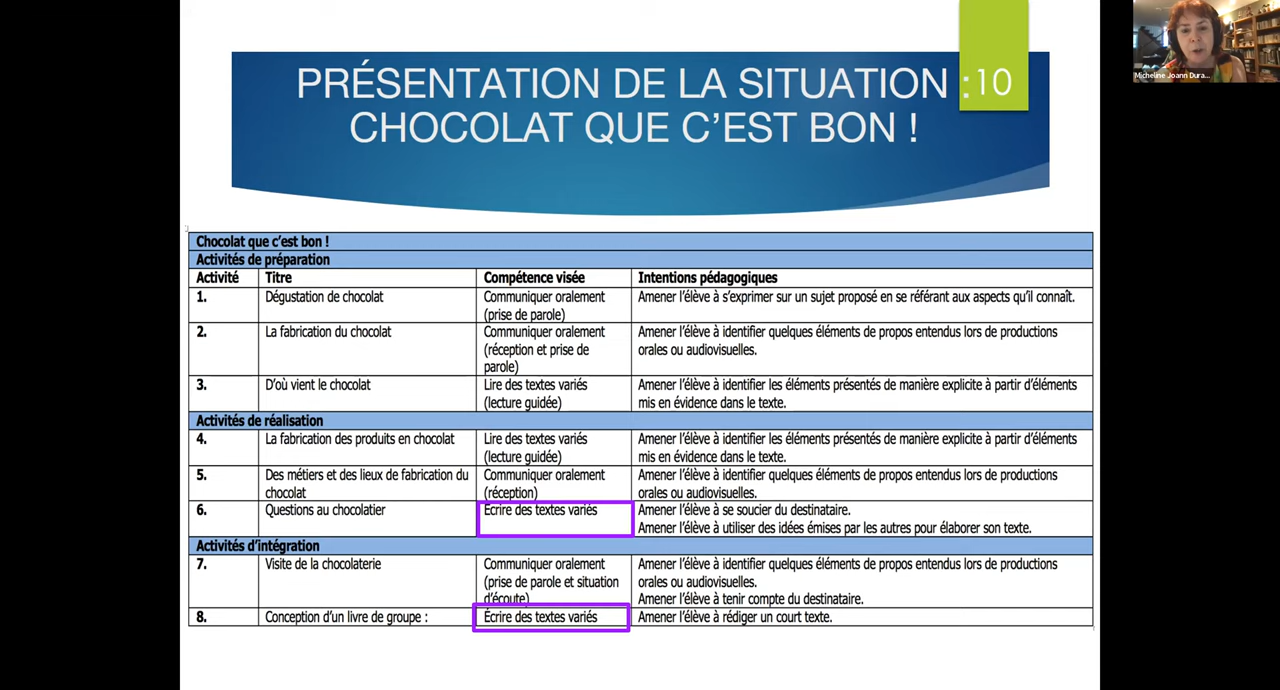 PRÉSENTATION DE LA SITUATION :
CHOCOLAT QUE C'EST BON !
10
Micheline Joann Dura...
Chocolat que c'est bon !
Activités de préparation
Activité Titre Compétence visée Intentions pédagogiques
1. Dégustation de chocolat Communiquer oralement Amener l'élève à s'exprimer sur un sujet proposé en se référant aux aspects qu'il connaît.
(prise de parole)
2. La fabrication du chocolat Communiquer oralement Amener l'élève à identifier quelques éléments de propos entendus lors de productions
(réception et prise de orales ou audiovisuelles.
parole)
3. D'où vient le chocolat Lire des textes variés Amener l'élève à identifier les éléments présentés de manière explicite à partir d'éléments
(lecture guidée) mis en évidence dans le texte.
Activités de réalisation
4. La fabrication des produits en chocolat Lire des textes variés Amener l'élève à identifier les éléments présentés de manière explicite à partir d'éléments
(lecture guidée) mis en évidence dans le texte.
5. Des métiers et des lieux de fabrication du Communiquer oralement Amener l'élève à identifier quelques éléments de propos entendus lors de productions
chocolat (réception) orales ou audiovisuelles.
6. Questions au chocolatier Écrire des textes variés Amener l'élève à se soucier du destinataire.
Amener l'élève à utiliser des idées émises par les autres pour élaborer son texte.
Activités d'intégration
7. Visite de la chocolaterie Communiquer oralement Amener l'élève à identifier quelques éléments de propos entendus lors de productions
(prise de parole et situation orales ou audiovisuelles.
d'écoute) Amener l'élève à tenir compte du destinataire.
8. Conception d'un livre de groupe : Écrire des textes variés Amener l'élève à rédiger un court texte.